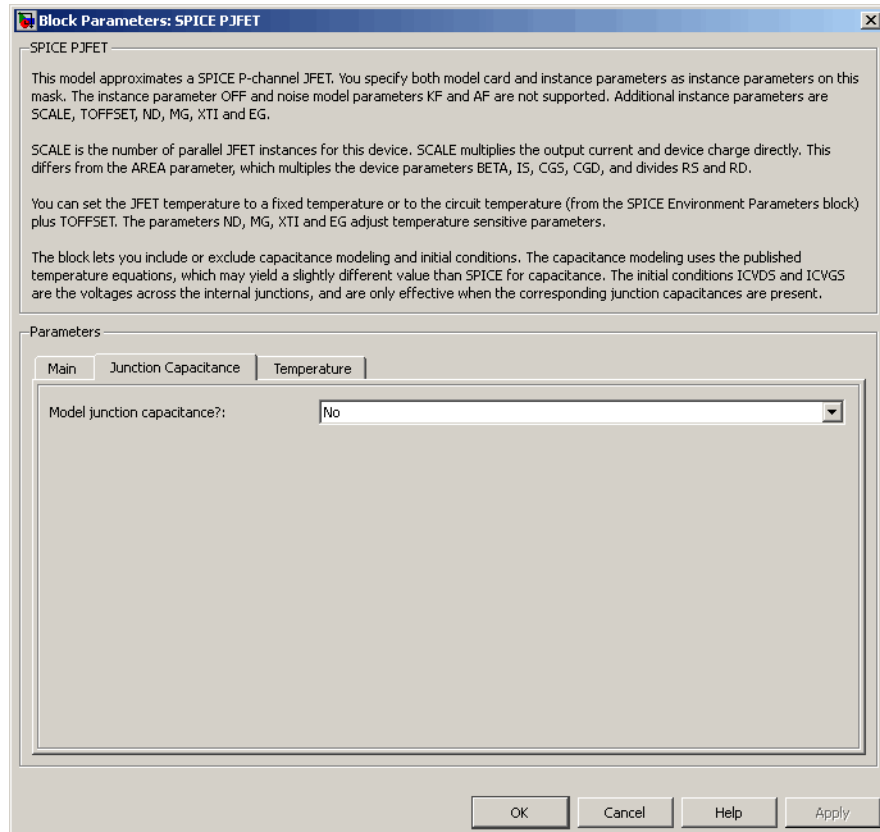 Block Parameters: SPICE PJFET
SPICE PJFET
This model approximates a SPICE P-channel JFET. You specify both model card and instance parameters as instance parameters on this
mask. The instance parameter OFF and noise model parameters KF and AF are not supported. Additional instance parameters are
SCALE, TOFFSET, ND, MG, XTI and EG.
SCALE is the number of parallel JFET instances for this device. SCALE multiplies the output current and device charge directly. This
differs from the AREA parameter, which multiples the device parameters BETA, IS, CGS, CGD, and divides RS and RD.
You can set the JFET temperature to a fixed temperature or to the circuit temperature (from the SPICE Environment Parameters block)
plus TOFFSET. The parameters ND, MG, XTI and EG adjust temperature sensitive parameters.
The block lets you include or exclude capacitance modeling and initial conditions. The capacitance modeling uses the published
temperature equations, which may yield a slightly different value than SPICE for capacitance. The initial conditions ICVDS and ICVGS
are the voltages across the internal junctions, and are only effective when the corresponding junction capacitances are present.
Parameters
Main Junction Capacitance Temperature
Model junction capacitance?: No
OK Cancel Help Apply